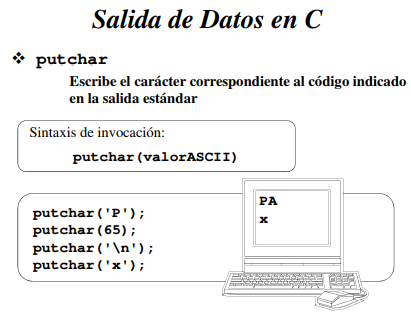 Salida de Datos en C
❖ putchar
Escribe el carácter correspondiente al código indicado
en la salida estándar
Sintaxis de invocación:
putchar(valorASCII)
putchar('P');
putchar(65);
putchar('\n');
putchar('x');
PA
x